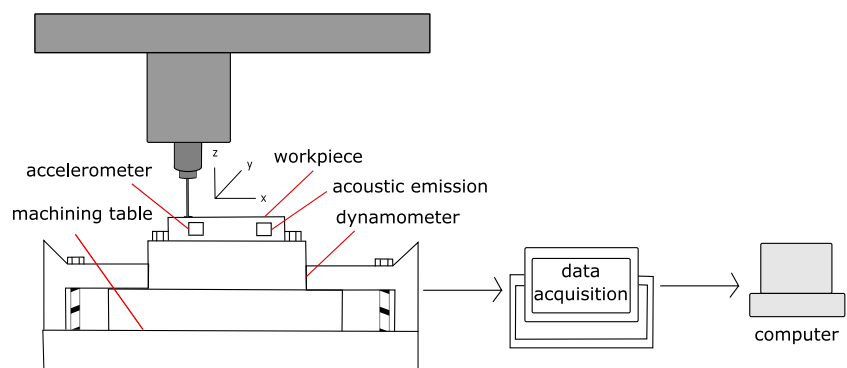 z
y
x
workpiece
accelerometer
acoustic emission
machining table
dynamometer
data
acquisition
computer